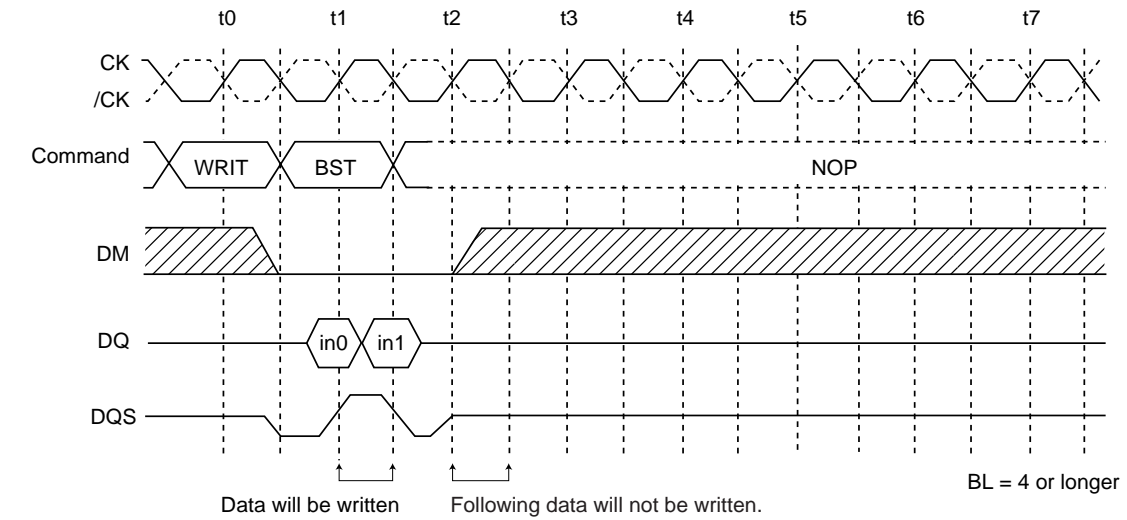 t0 t1 t2 t3 t4 t5 t6 t7
CK
/CK
Command WRIT BST NOP
DM
DQ in0 in1
DQS
BL = 4 or longer
Data will be written Following data will not be written.